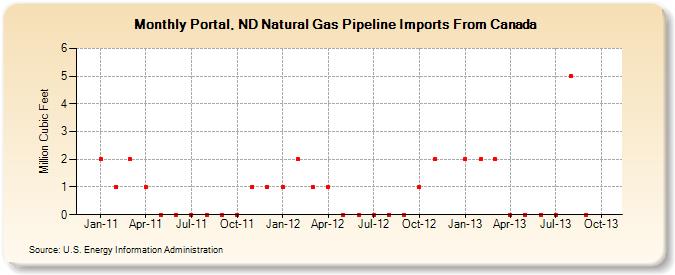 Monthly Portal, ND Natural Gas Pipeline Imports From Canada
Million Cubic Feet
6
5
4
3
2
1
0
Jan-11 Apr-11 Jul-11 Oct-11 Jan-12 Apr-12 Jul-12 Oct-12 Jan-13 Apr-13 Jul-13 Oct-13
Source: U.S. Energy Information Administration